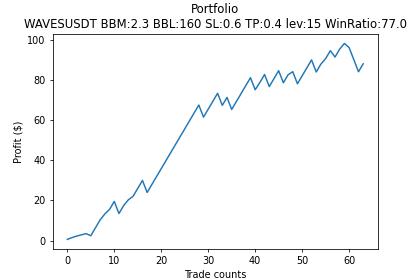 Portfolio
WAVESUSDT BBM:2.3 BBL:160 SL:0.6 TP:0.4 lev:15 WinRatio:77.0
100
80
60
40
20
0
Profit ($)
0 10 20 30 40 50 60
Trade counts